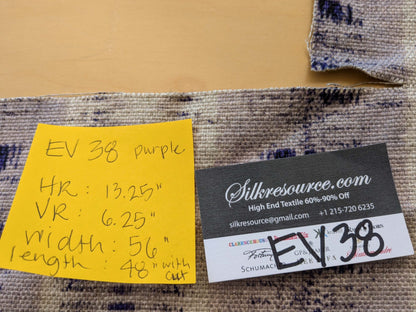 EV 38 purple
HR: 13.25"
VR: 6.25"
width: 56"
length: 48" with cut
Silkresource.com
High End Textile 60%-90% Off
silkresource@gmail.com +1 215-720 6235
EV 38
SCHUMACH